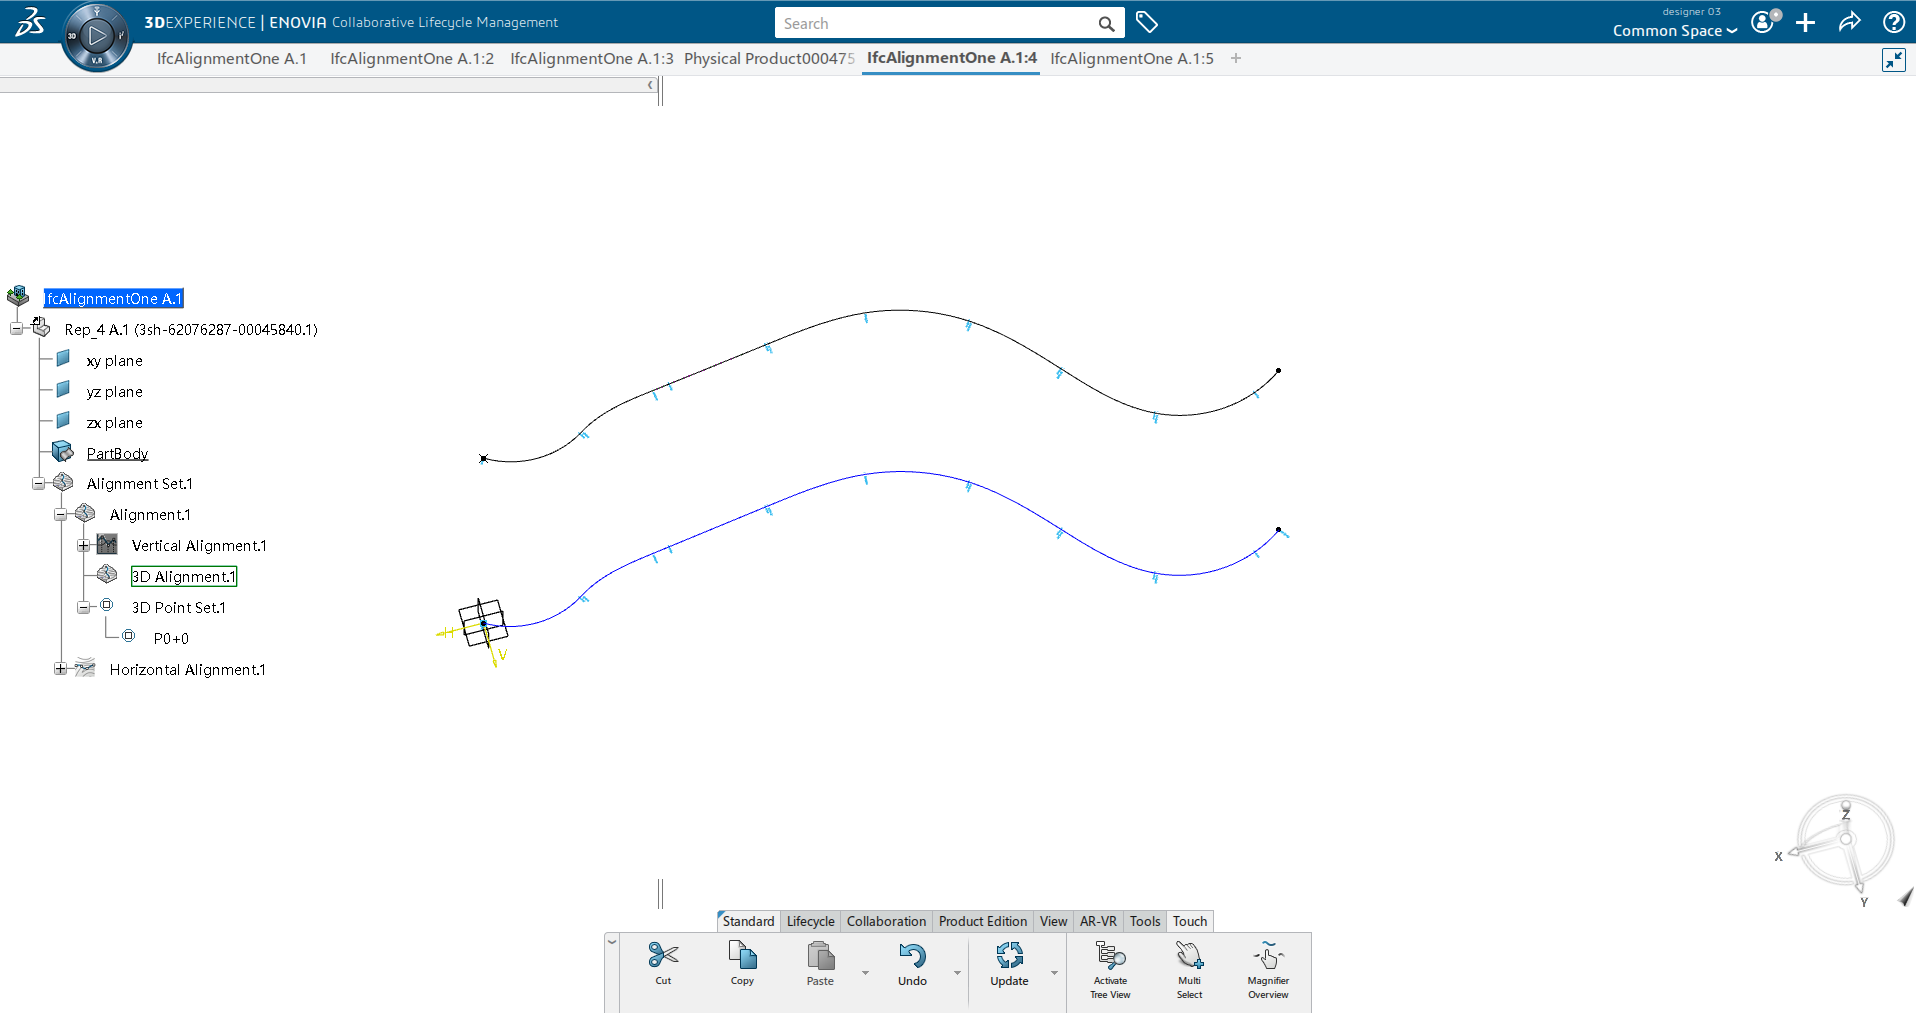 3DEXPERIENCE | ENOVIA Collaborative Lifecycle Management
Search
designer 03
Common Space
3D
V.R
IfcAlignmentOne A.1
IfcAlignmentOne A.1:2
IfcAlignmentOne A.1:3
Physical Product000475
IfcAlignmentOne A.1:4
IfcAlignmentOne A.1:5
IfcAlignmentOne A.1
Rep_4 A.1 (3sh-62076287-00045840.1)
xy plane
yz plane
zx plane
PartBody
Alignment Set.1
Alignment.1
Vertical Alignment.1
3D Alignment.1
3D Point Set.1
P0+0
Horizontal Alignment.1
H
V
Z
X
Y
Standard Lifecycle Collaboration Product Edition View AR-VR Tools Touch
Cut
Copy
Paste
Undo
Update
Activate
Tree View
Multi
Select
Magnifier
Overview